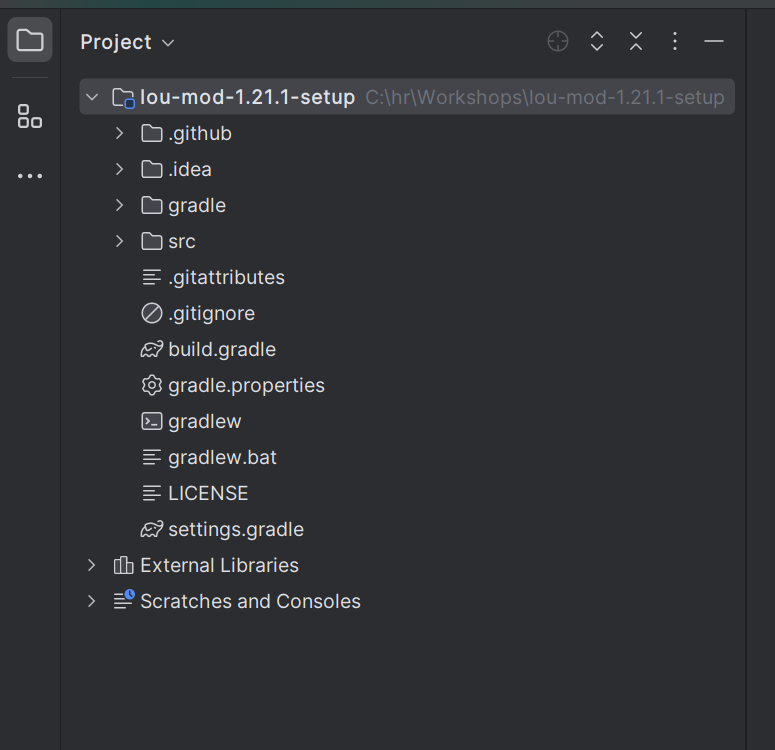 Project
lou-mod-1.21.1-setup C:\hr\Workshops\lou-mod-1.21.1-setup
.github
.idea
gradle
src
.gitattributes
.gitignore
build.gradle
gradle.properties
gradlew
gradlew.bat
LICENSE
settings.gradle
External Libraries
Scratches and Consoles